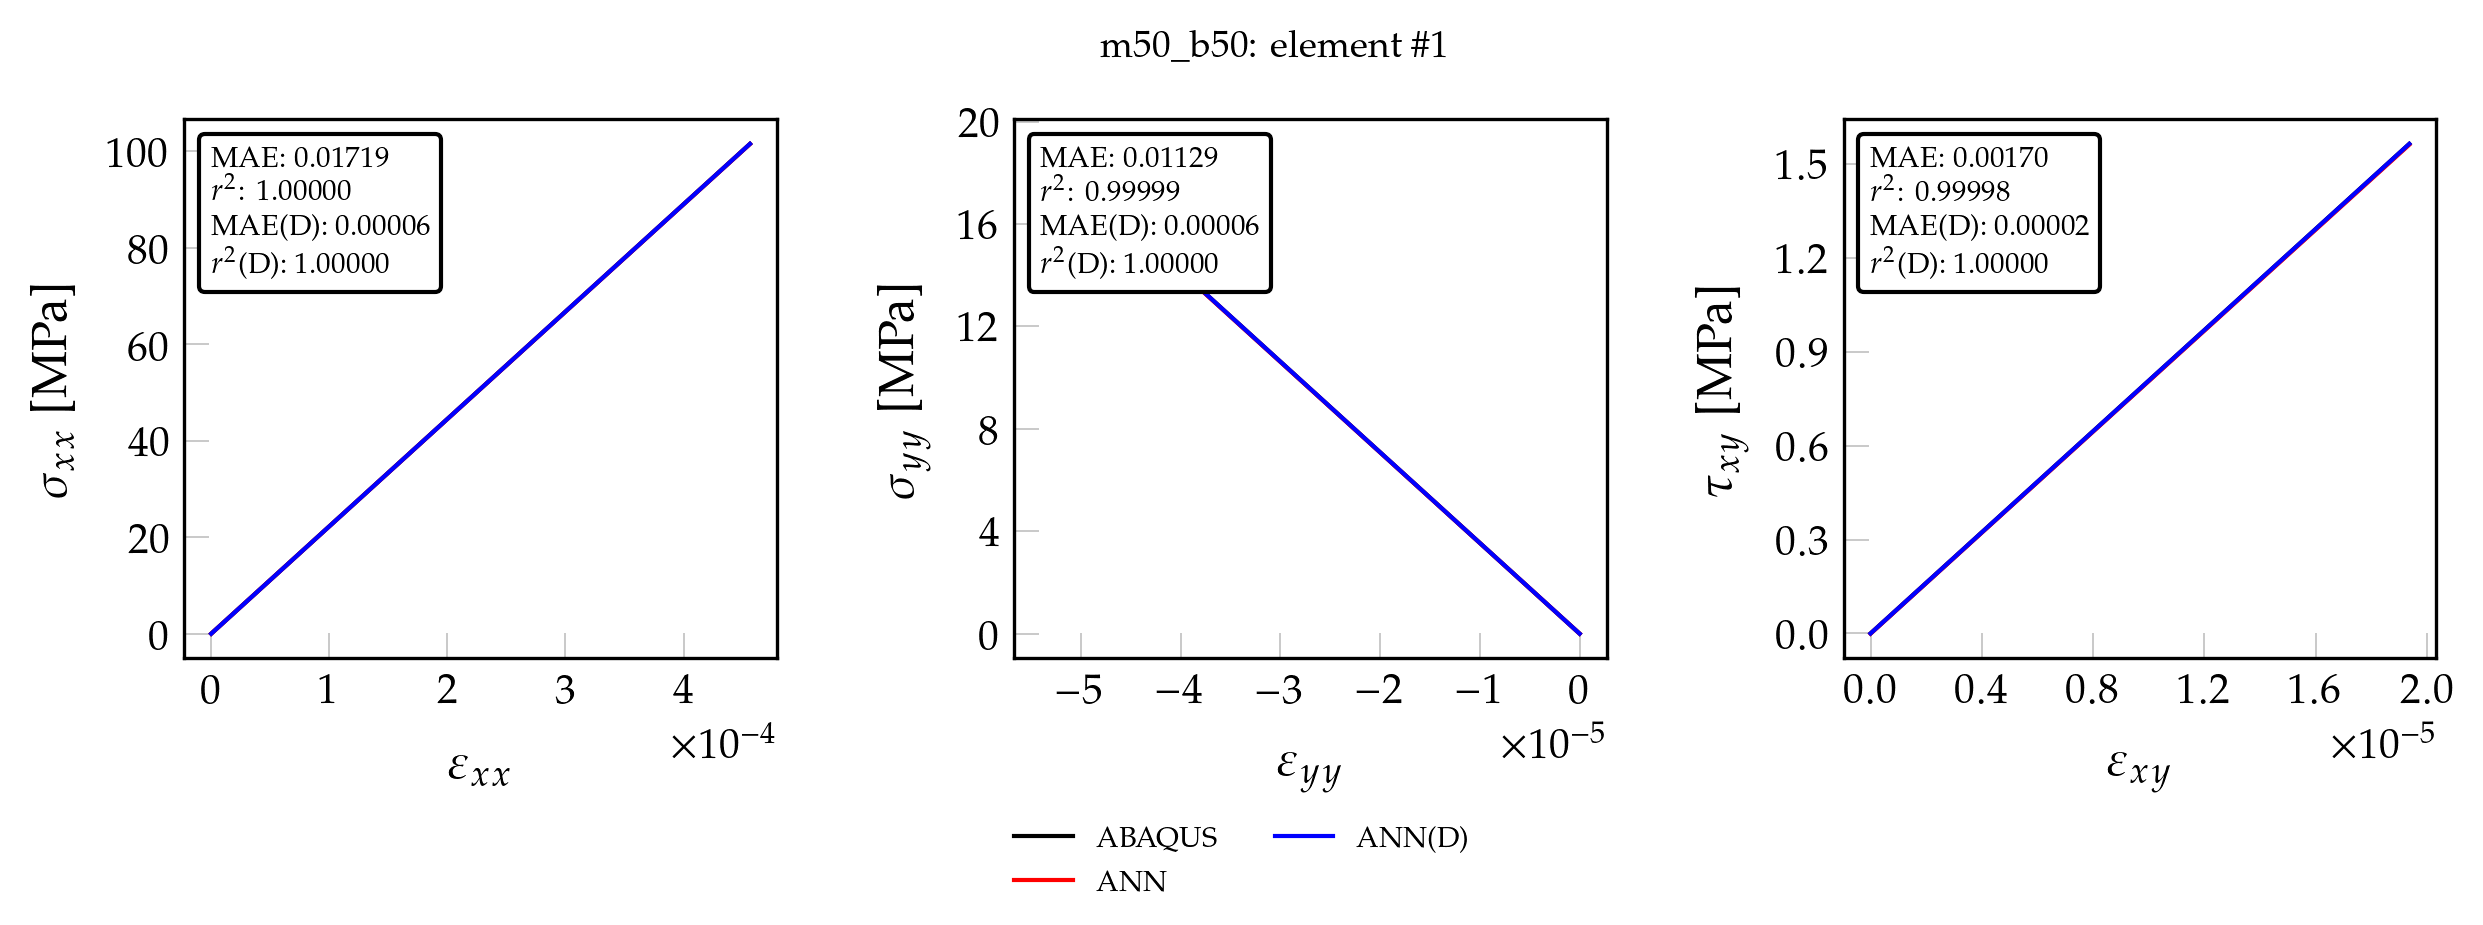 m50_b50: element #1
MAE: 0.01719
r²: 1.00000
MAE(D): 0.00006
r²(D): 1.00000
100
80
60
40
20
0
σxx [MPa]
0 1 2 3 4
×10⁻⁴
εxx
MAE: 0.01129
r²: 0.99999
MAE(D): 0.00006
r²(D): 1.00000
20
16
12
8
4
0
σyy [MPa]
−5 −4 −3 −2 −1 0
×10⁻⁵
εyy
MAE: 0.00170
r²: 0.99998
MAE(D): 0.00002
r²(D): 1.00000
1.5
1.2
0.9
0.6
0.3
0.0
τxy [MPa]
0.0 0.4 0.8 1.2 1.6 2.0
×10⁻⁵
εxy
ABAQUS
ANN
ANN(D)